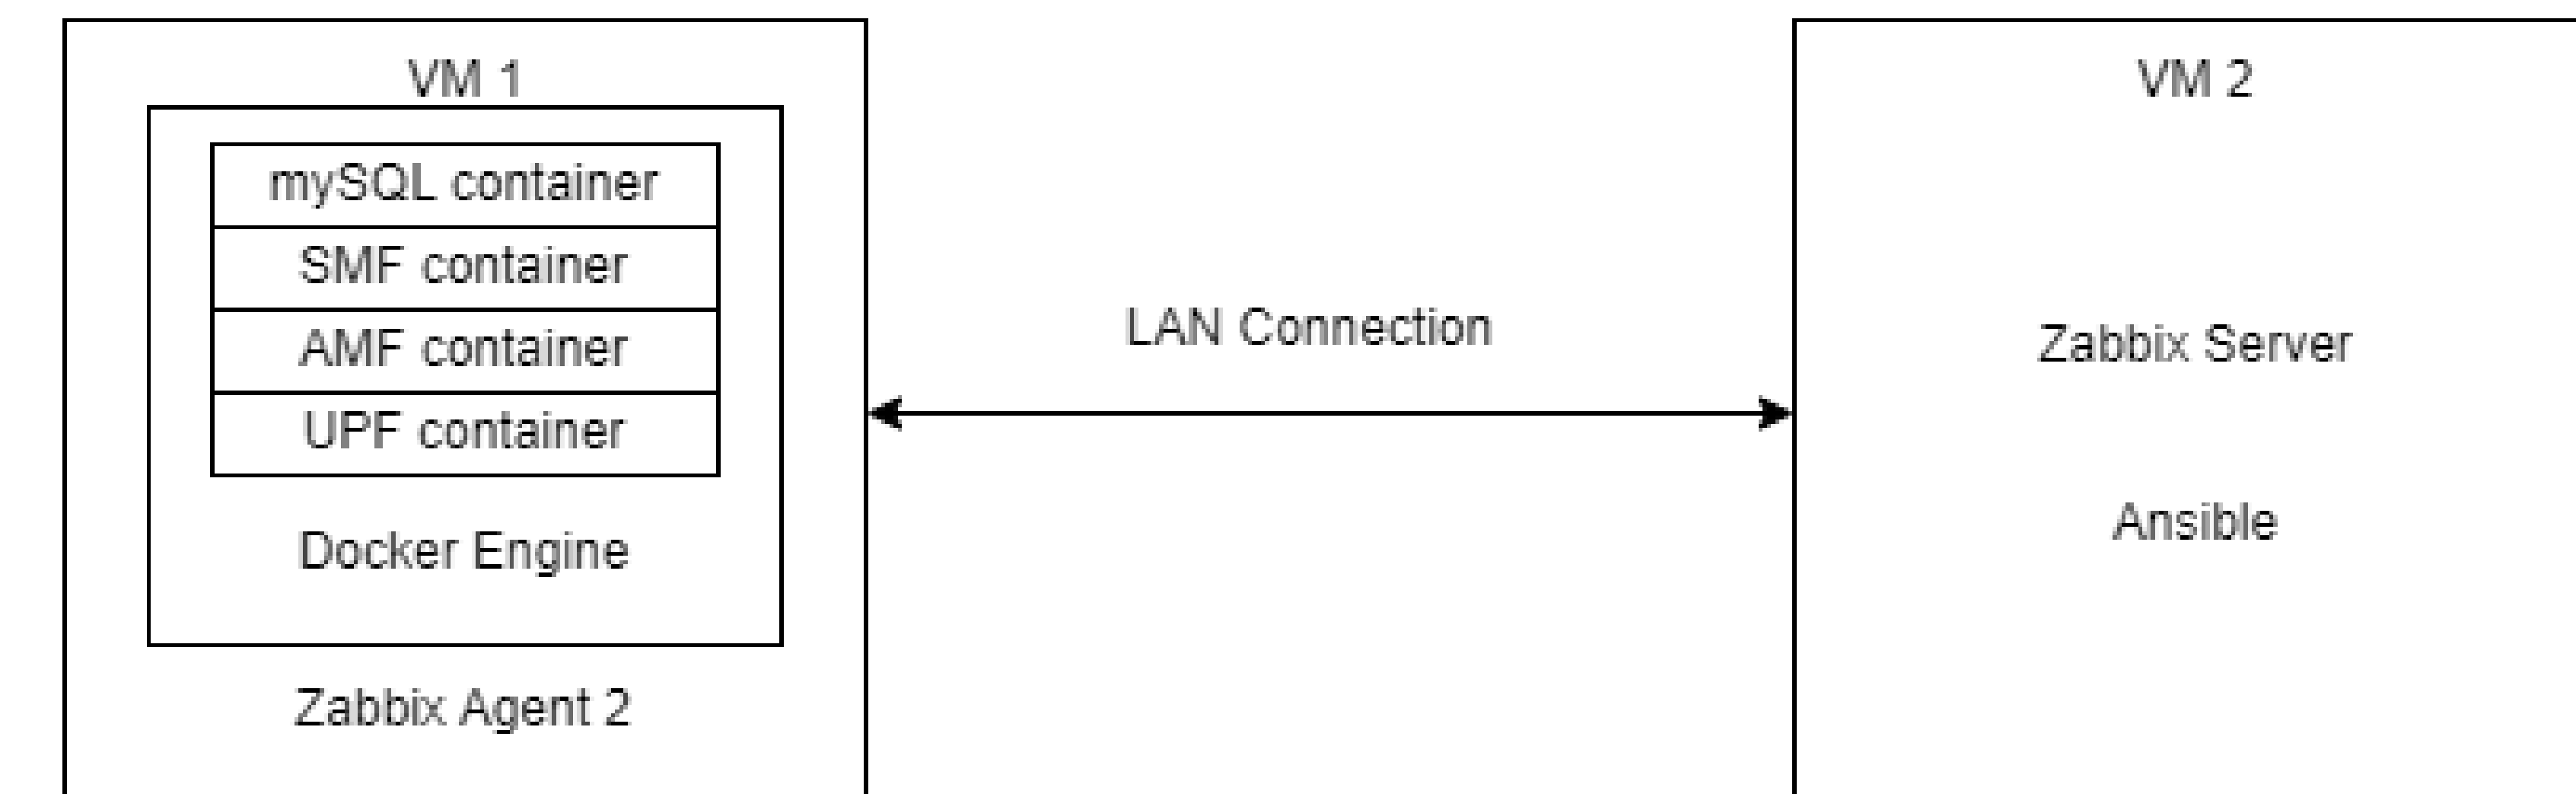 VM 1
mySQL container
SMF container
AMF container
UPF container
Docker Engine
Zabbix Agent 2
LAN Connection
VM 2
Zabbix Server
Ansible